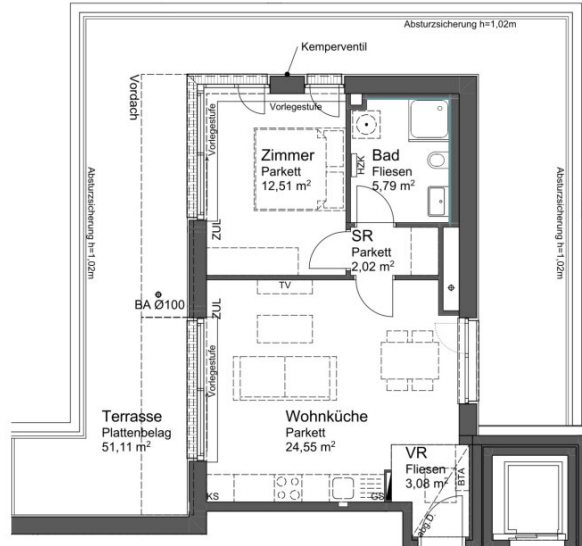 Absturzsicherung h=1,02m
Kemperventil
Vordach
Vorlegestufe
Vorlegestufe
Zimmer
Parkett
12,51 m²
Bad
Fliesen
5,79 m²
HZK
Absturzsicherung h=1,02m
Absturzsicherung h=1,02m
ZUL
SR
Parkett
2,02 m²
TV
BA Ø100
ZUL
Vorlegestufe
Terrasse
Plattenbelag
51,11 m²
Wohnküche
Parkett
24,55 m²
VR
Fliesen
3,08 m²
BTA
KS
GS
abg D.